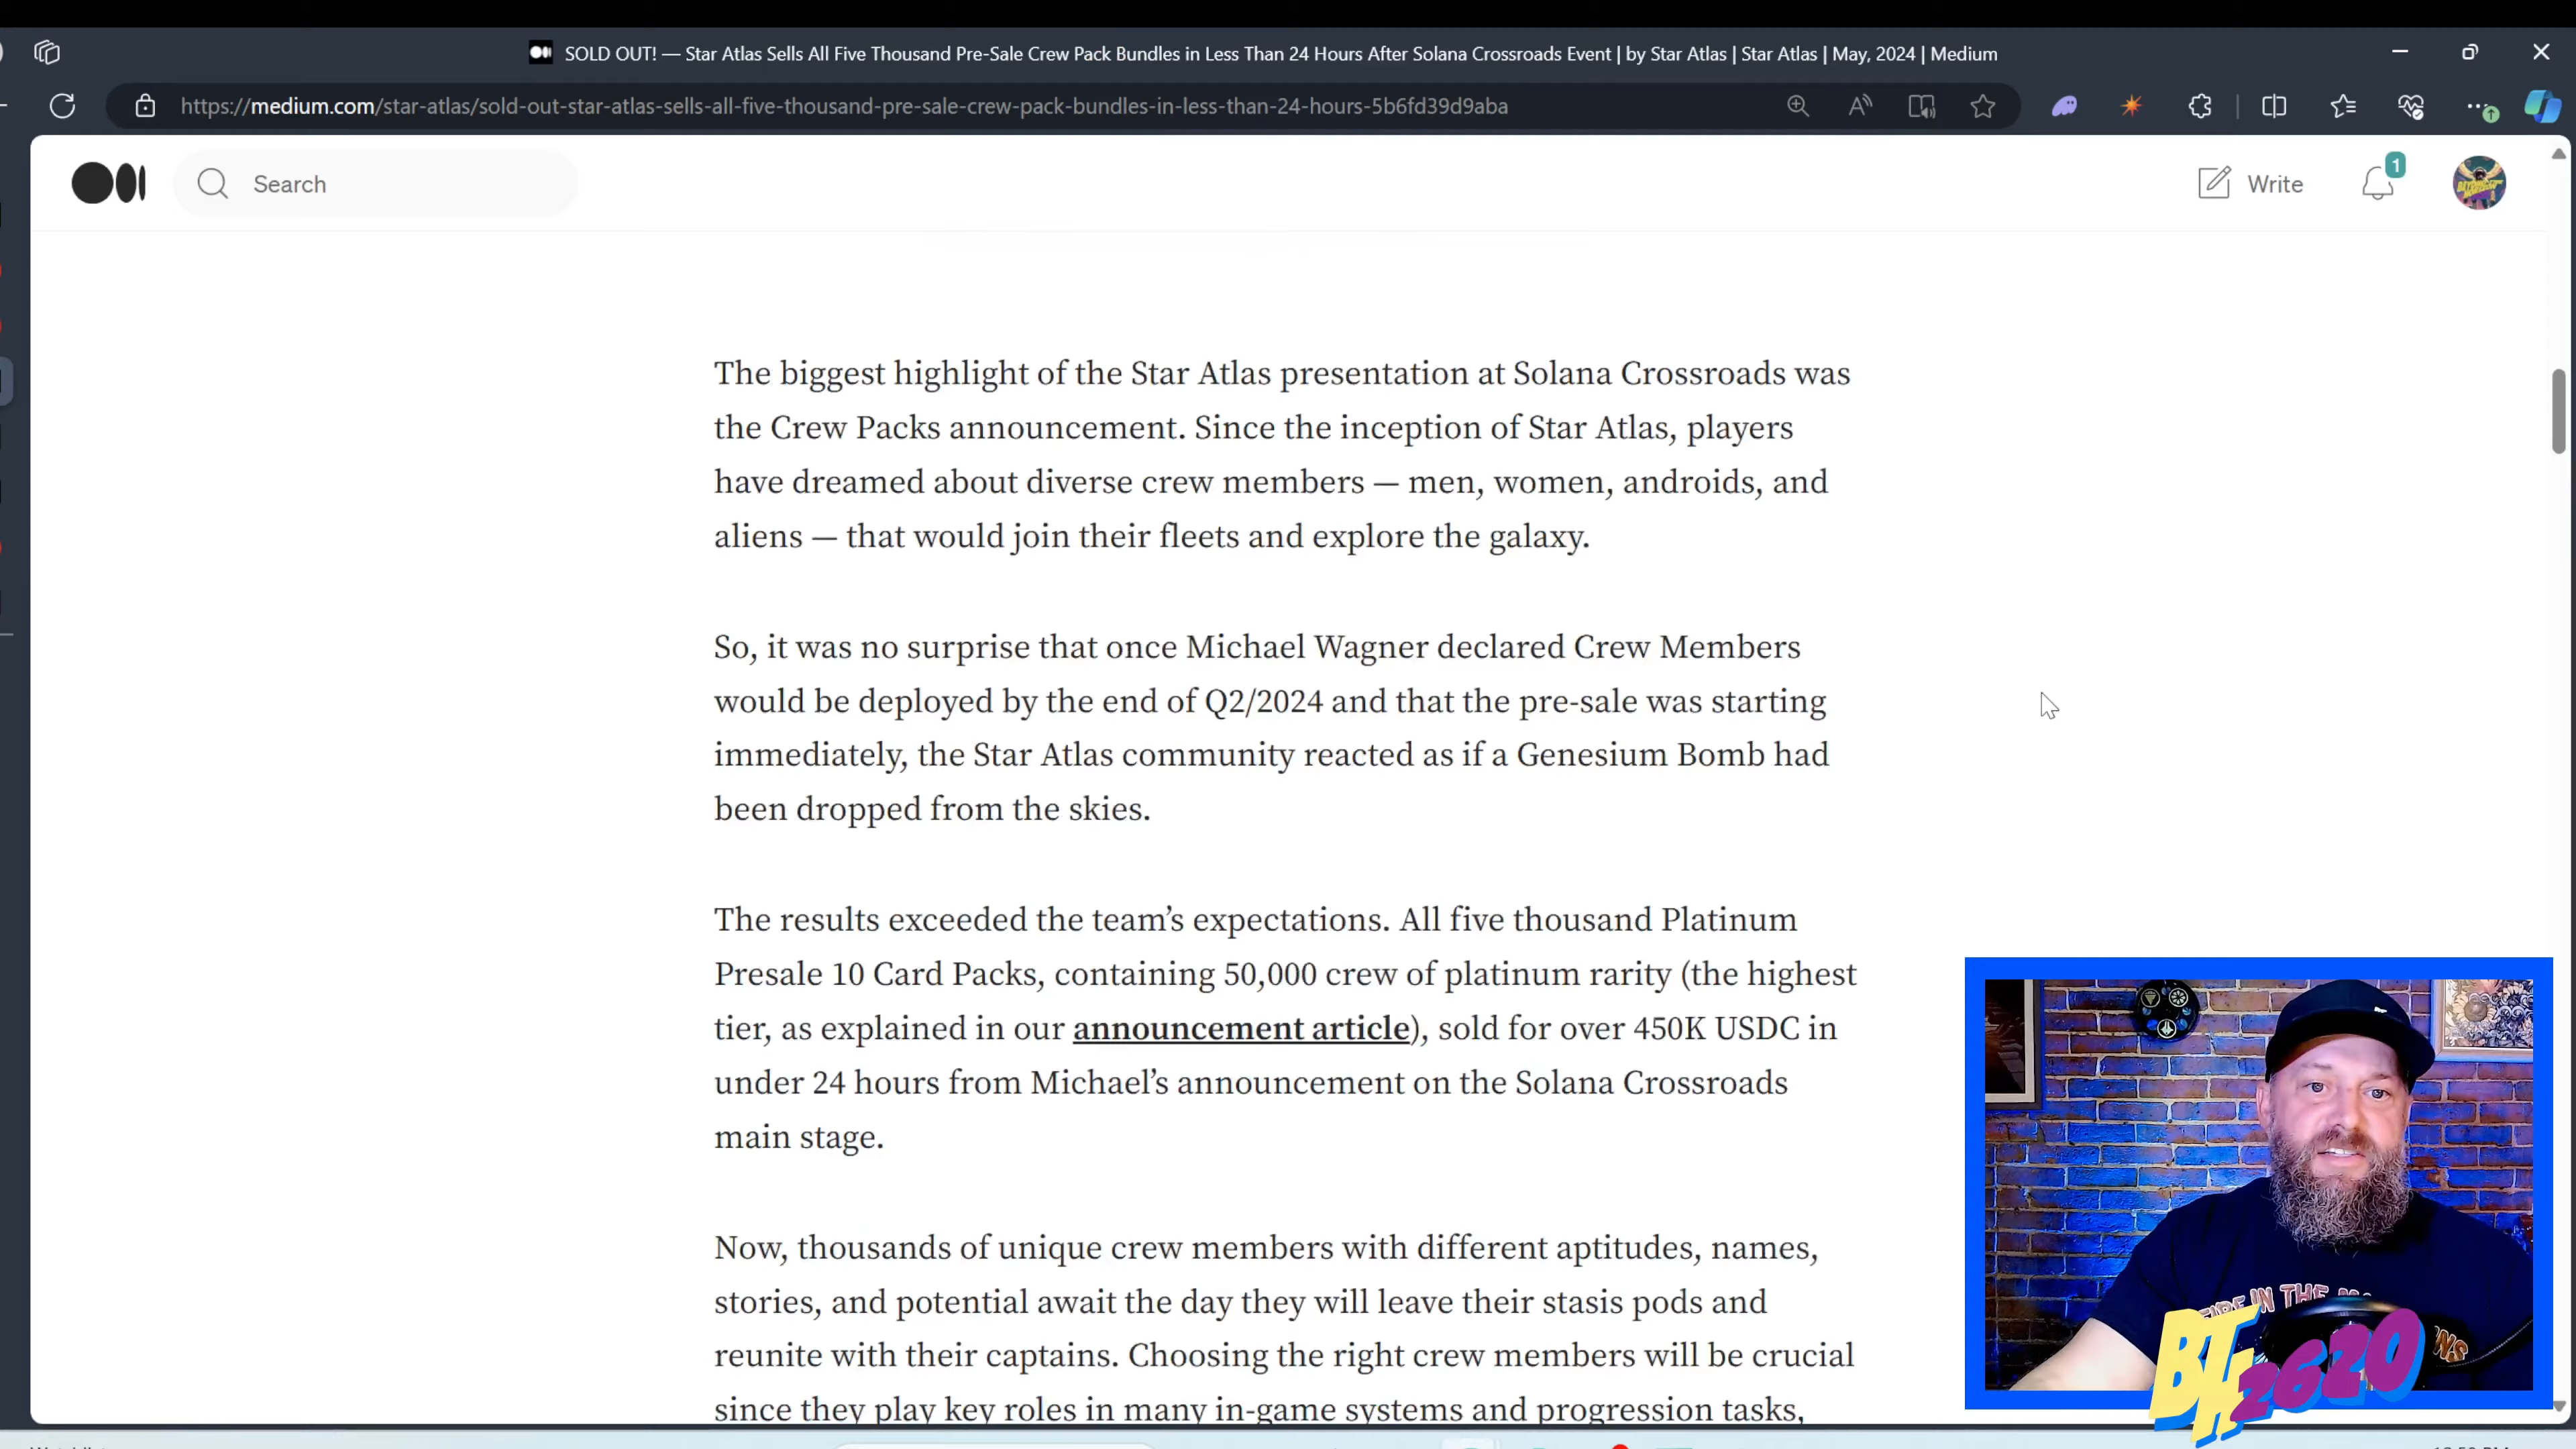 SOLD OUT! — Star Atlas Sells All Five Thousand Pre-Sale Crew Pack Bundles in Less Than 24 Hours After Solana Crossroads Event | by Star Atlas | Star Atlas | May, 2024 | Medium
https://medium.com/star-atlas/sold-out-star-atlas-sells-all-five-thousand-pre-sale-crew-pack-bundles-in-less-than-24-hours-5b6fd39d9aba
Search
Write
1
The biggest highlight of the Star Atlas presentation at Solana Crossroads was
the Crew Packs announcement. Since the inception of Star Atlas, players
have dreamed about diverse crew members — men, women, androids, and
aliens — that would join their fleets and explore the galaxy.
So, it was no surprise that once Michael Wagner declared Crew Members
would be deployed by the end of Q2/2024 and that the pre-sale was starting
immediately, the Star Atlas community reacted as if a Genesium Bomb had
been dropped from the skies.
The results exceeded the team’s expectations. All five thousand Platinum
Presale 10 Card Packs, containing 50,000 crew of platinum rarity (the highest
tier, as explained in our announcement article), sold for over 450K USDC in
under 24 hours from Michael’s announcement on the Solana Crossroads
main stage.
Now, thousands of unique crew members with different aptitudes, names,
stories, and potential await the day they will leave their stasis pods and
reunite with their captains. Choosing the right crew members will be crucial
since they play key roles in many in-game systems and progression tasks,
IN THE
BTH2620